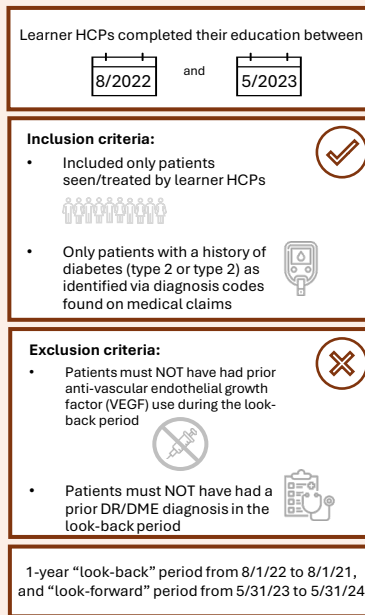 Learner HCPs completed their education between
8/2022
and
5/2023
Inclusion criteria:
• Included only patients
seen/treated by learner HCPs
• Only patients with a history of
diabetes (type 2 or type 2) as
identified via diagnosis codes
found on medical claims
Exclusion criteria:
• Patients must NOT have had prior
anti-vascular endothelial growth
factor (VEGF) use during the look-
back period
• Patients must NOT have had a
prior DR/DME diagnosis in the
look-back period
1-year “look-back” period from 8/1/22 to 8/1/21,
and “look-forward” period from 5/31/23 to 5/31/24